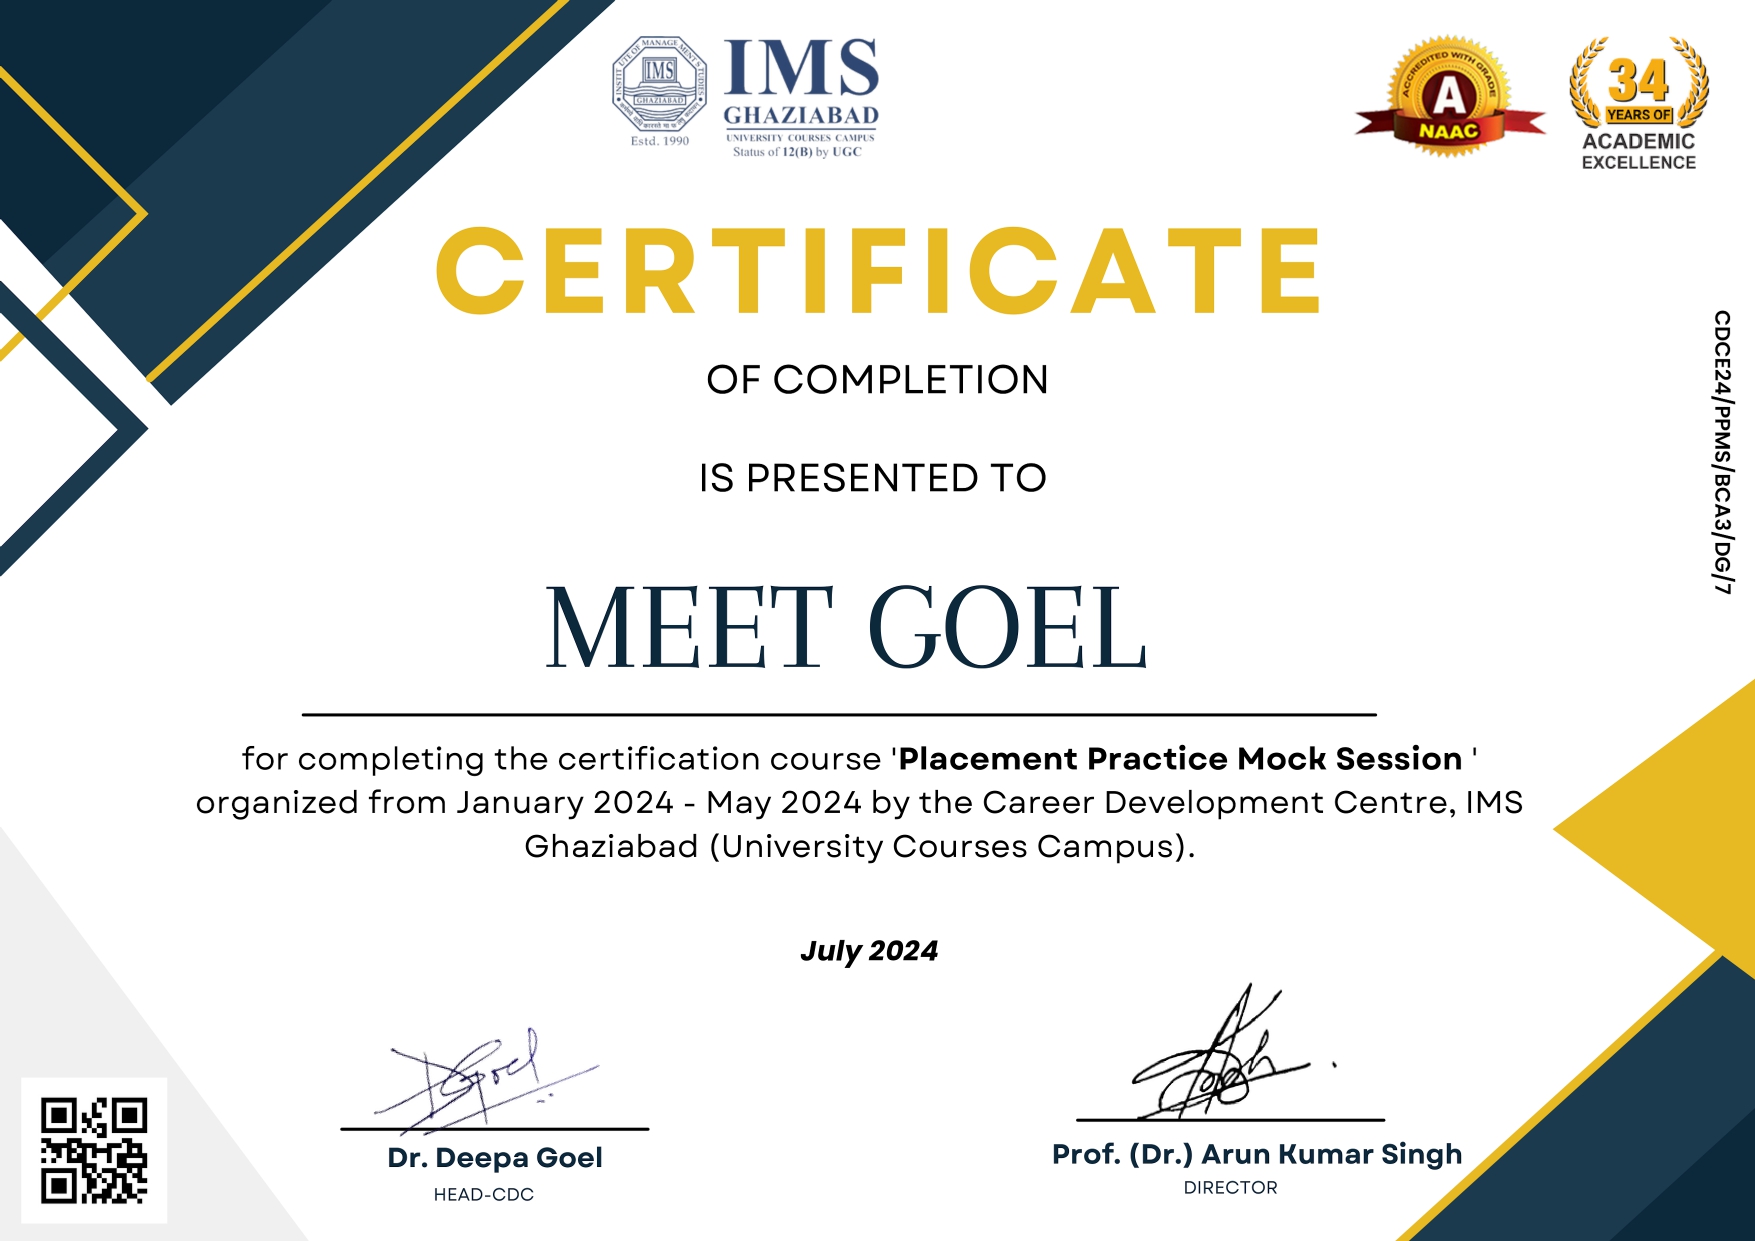 INSTITUTE OF MANAGEMENT STUDIES
IMS
GHAZIABAD
Estd. 1990
IMS
GHAZIABAD
UNIVERSITY COURSES CAMPUS
Status of 12(B) by UGC
ACCREDITED WITH GRADE
A
NAAC
34
YEARS OF
ACADEMIC
EXCELLENCE
CERTIFICATE
OF COMPLETION
IS PRESENTED TO
MEET GOEL
for completing the certification course 'Placement Practice Mock Session '
organized from January 2024 - May 2024 by the Career Development Centre, IMS
Ghaziabad (University Courses Campus).
July 2024
DGoel
Dr. Deepa Goel
HEAD-CDC
Prof. (Dr.) Arun Kumar Singh
DIRECTOR
CDCE24/PPMS/BCA3/DG/7